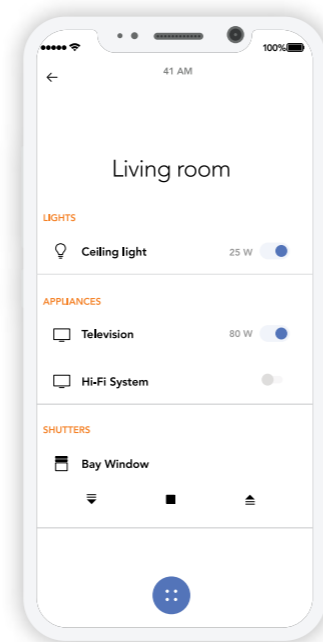 100%
41 AM
Living room
LIGHTS
Ceiling light 25 W
APPLIANCES
Television 80 W
Hi-Fi System
SHUTTERS
Bay Window